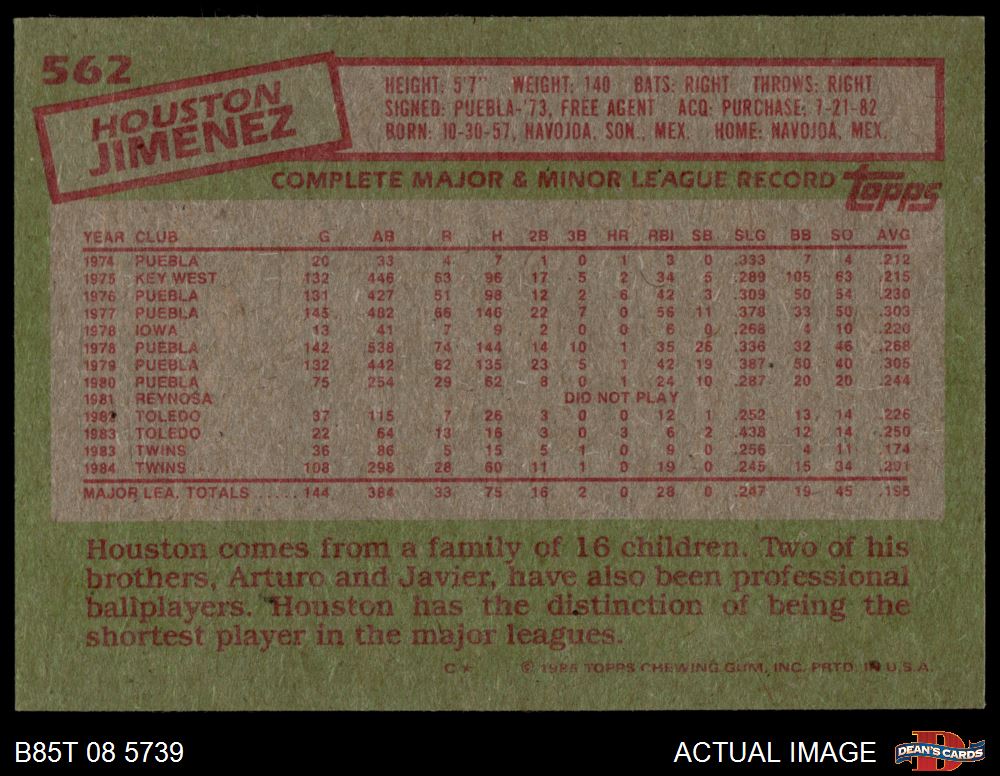 562
HOUSTON
JIMENEZ
HEIGHT: 5'7" WEIGHT: 140 BATS: RIGHT THROWS: RIGHT
SIGNED: PUEBLA-'73, FREE AGENT ACQ: PURCHASE; 7-21-82
BORN: 10-30-57, NAVOJOA, SON., MEX. HOME: NAVOJOA, MEX.
COMPLETE MAJOR & MINOR LEAGUE RECORD topps
YEAR CLUB G AB R H 2B 3B HR RBI SB SLG BB SO AVG
1974 PUEBLA 20 33 4 7 1 0 1 3 0 .333 7 4 .212
1975 KEY WEST 132 446 63 96 17 5 2 34 5 .289 105 63 .215
1976 PUEBLA 131 427 51 98 12 2 6 42 3 .309 50 54 .230
1977 PUEBLA 145 482 66 146 22 7 0 56 11 .378 33 50 .303
1978 IOWA 13 41 7 9 2 0 0 6 0 .268 4 10 .220
1978 PUEBLA 142 538 74 144 14 10 1 35 26 .336 32 46 .268
1979 PUEBLA 132 442 62 135 23 5 1 42 19 .387 50 40 .305
1980 PUEBLA 75 254 29 62 8 0 1 24 10 .287 20 20 .244
1981 REYNOSA DID NOT PLAY
1982 TOLEDO 37 115 7 26 3 0 0 12 1 .252 13 14 .226
1983 TOLEDO 22 64 13 16 3 0 3 6 2 .438 12 14 .250
1983 TWINS 36 86 5 15 5 1 0 9 0 .256 4 11 .174
1984 TWINS 108 298 28 60 11 1 0 19 0 .245 15 34 .201
MAJOR LEA. TOTALS ...... 144 384 33 75 16 2 0 28 0 .247 19 45 .195
Houston comes from a family of 16 children. Two of his
brothers, Arturo and Javier, have also been professional
ballplayers. Houston has the distinction of being the
shortest player in the major leagues.
C* © 1985 TOPPS CHEWING GUM, INC. PRTD. IN U.S.A.
B85T 08 5739 ACTUAL IMAGE DEAN'S CARDS